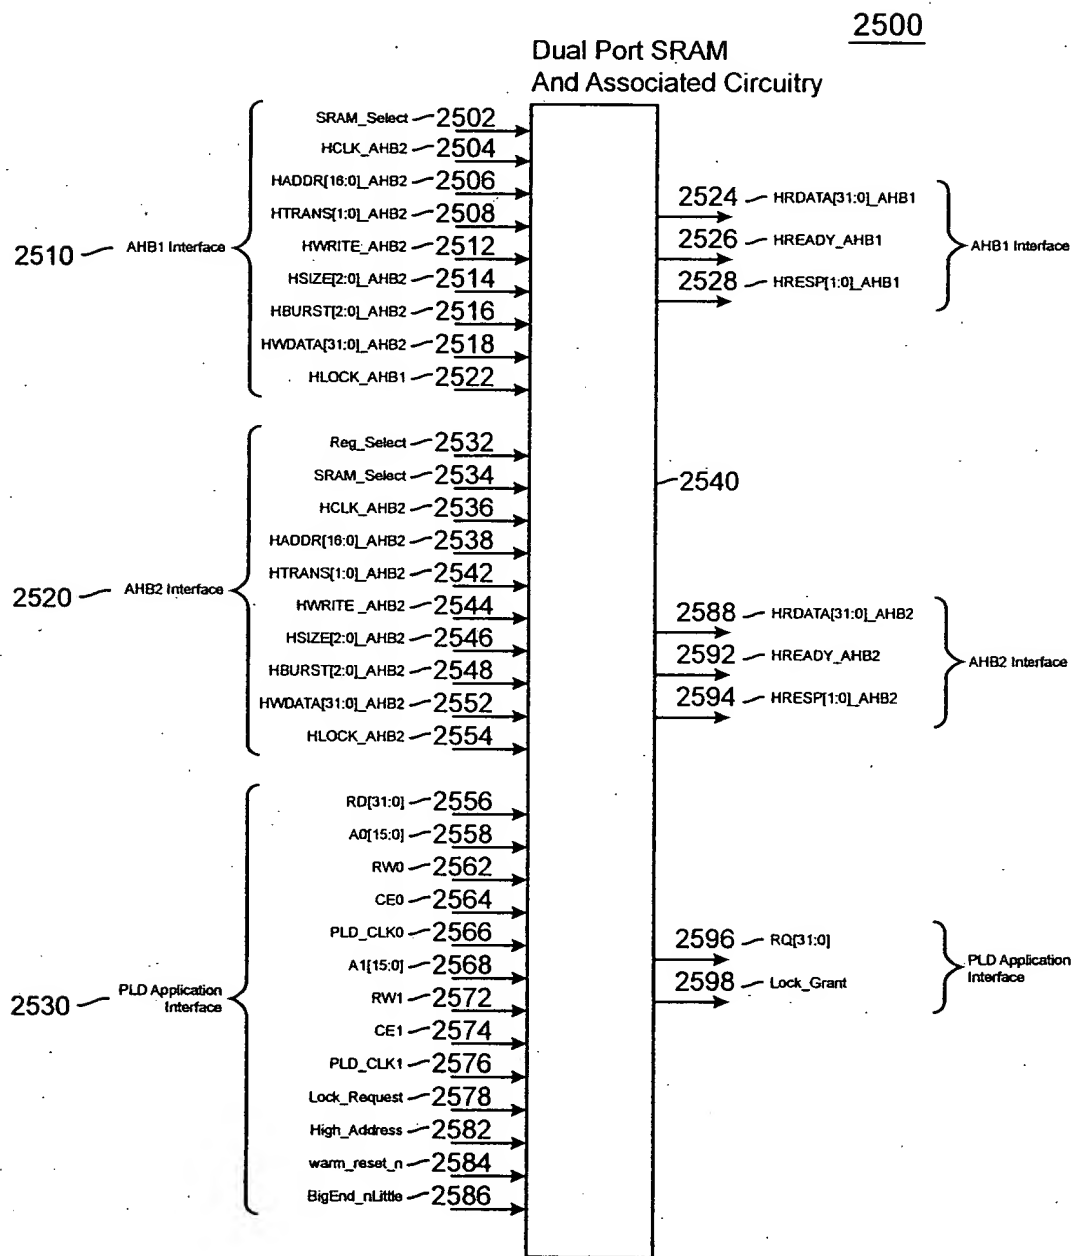 2500
Dual Port SRAM
And Associated Circuitry
SRAM_Select 2502
HCLK_AHB2 2504
HADDR[16:0]_AHB2 2506
HTRANS[1:0]_AHB2 2508
2510 AHB1 Interface
HWRITE_AHB2 2512
HSIZE[2:0]_AHB2 2514
HBURST[2:0]_AHB2 2516
HWDATA[31:0]_AHB2 2518
HLOCK_AHB1 2522
2524 HRDATA[31:0]_AHB1
2526 HREADY_AHB1
2528 HRESP[1:0]_AHB1
AHB1 Interface
Reg_Select 2532
SRAM_Select 2534
HCLK_AHB2 2536
HADDR[16:0]_AHB2 2538
HTRANS[1:0]_AHB2 2542
2520 AHB2 Interface
HWRITE _AHB2 2544
HSIZE[2:0]_AHB2 2546
HBURST[2:0]_AHB2 2548
HWDATA[31:0]_AHB2 2552
HLOCK_AHB2 2554
2540
2588 HRDATA[31:0]_AHB2
2592 HREADY_AHB2
2594 HRESP[1:0]_AHB2
AHB2 Interface
RD[31:0] 2556
A0[15:0] 2558
RW0 2562
CE0 2564
PLD_CLK0 2566
A1[15:0] 2568
2530 PLD Application
Interface
RW1 2572
CE1 2574
PLD_CLK1 2576
Lock_Request 2578
High_Address 2582
warm_reset_n 2584
BigEnd_nLittle 2586
2596 RQ[31:0]
2598 Lock_Grant
PLD Application
Interface